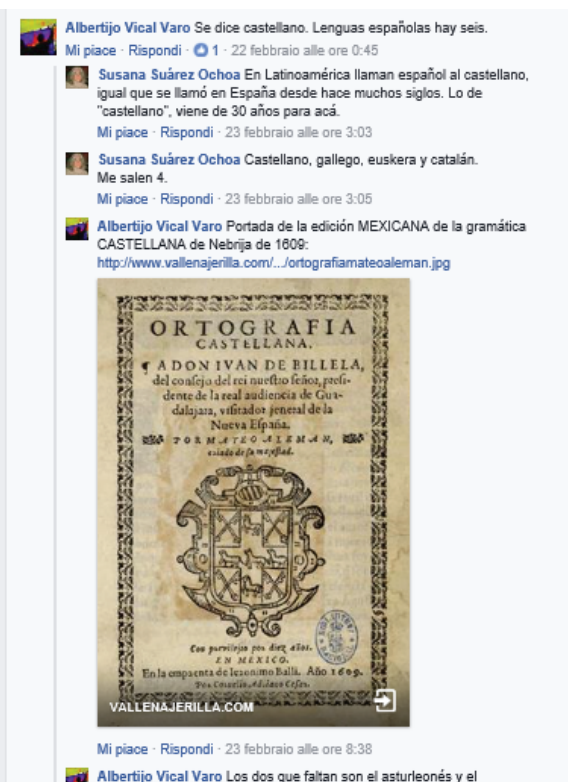 Albertijo Vical Varo Se dice castellano. Lenguas españolas hay seis.
Mi piace · Rispondi · 1 · 22 febbraio alle ore 0:45
Susana Suárez Ochoa En Latinoamérica llaman español al castellano,
igual que se llamó en España desde hace muchos siglos. Lo de
"castellano", viene de 30 años para acá.
Mi piace · Rispondi · 23 febbraio alle ore 3:03
Susana Suárez Ochoa Castellano, gallego, euskera y catalán.
Me salen 4.
Mi piace · Rispondi · 23 febbraio alle ore 3:05
Albertijo Vical Varo Portada de la edición MEXICANA de la gramática
CASTELLANA de Nebrija de 1609:
http://www.vallenajerilla.com/.../ortografiamateoaleman.jpg
ORTOGRAFIA
CASTELLANA.
A DON IVAN DE BILLELA,
del consejo del rei nuestro señor, presi-
dente de la real audiencia de Gua-
dalajara, visitador jeneral de la
Nueva España.
POR MATEO ALEMAN,
criado de su majestad.
Con previlejio por diez años.
EN MEXICO.
En la emprenta de Ieronimo Balli. Año 1609.
Por Cornelio Adriano Cesar.
VALLENAJERILLA.COM
Mi piace · Rispondi · 23 febbraio alle ore 8:38
Albertijo Vical Varo Los dos que faltan son el asturleonés y el